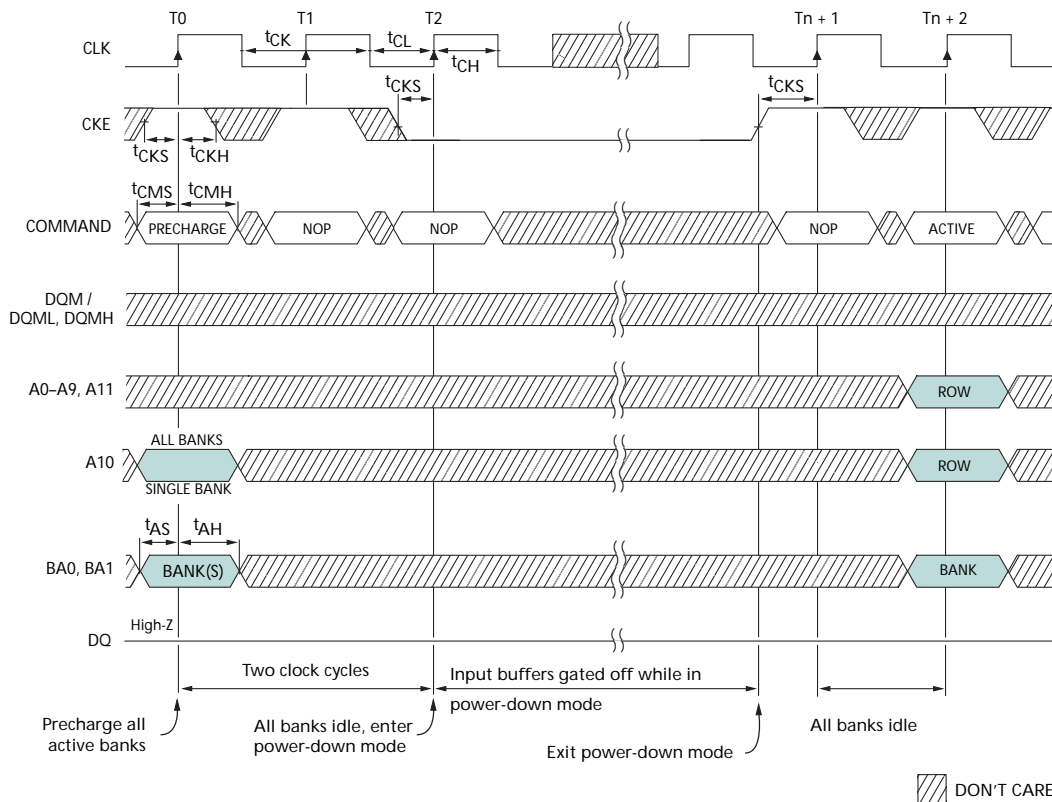 T0 T1 T2 Tn + 1 Tn + 2
CLK
tCK tCL tCH
CKE
tCKS tCKS
tCKS tCKH
tCMS tCMH
COMMAND PRECHARGE NOP NOP NOP ACTIVE
DQM /
DQML, DQMH
A0–A9, A11 ROW
ALL BANKS
A10 ROW
SINGLE BANK
tAS tAH
BA0, BA1 BANK(S) BANK
High-Z
DQ
Two clock cycles
Input buffers gated off while in
power-down mode
Precharge all
active banks
All banks idle, enter
power-down mode
Exit power-down mode
All banks idle
DON'T CARE